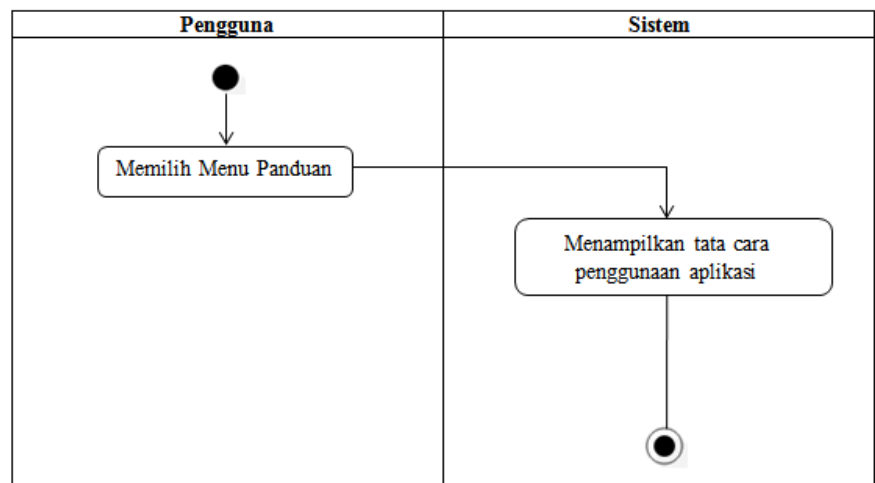 Pengguna
Sistem
Memilih Menu Panduan
Menampilkan tata cara
penggunaan aplikasi